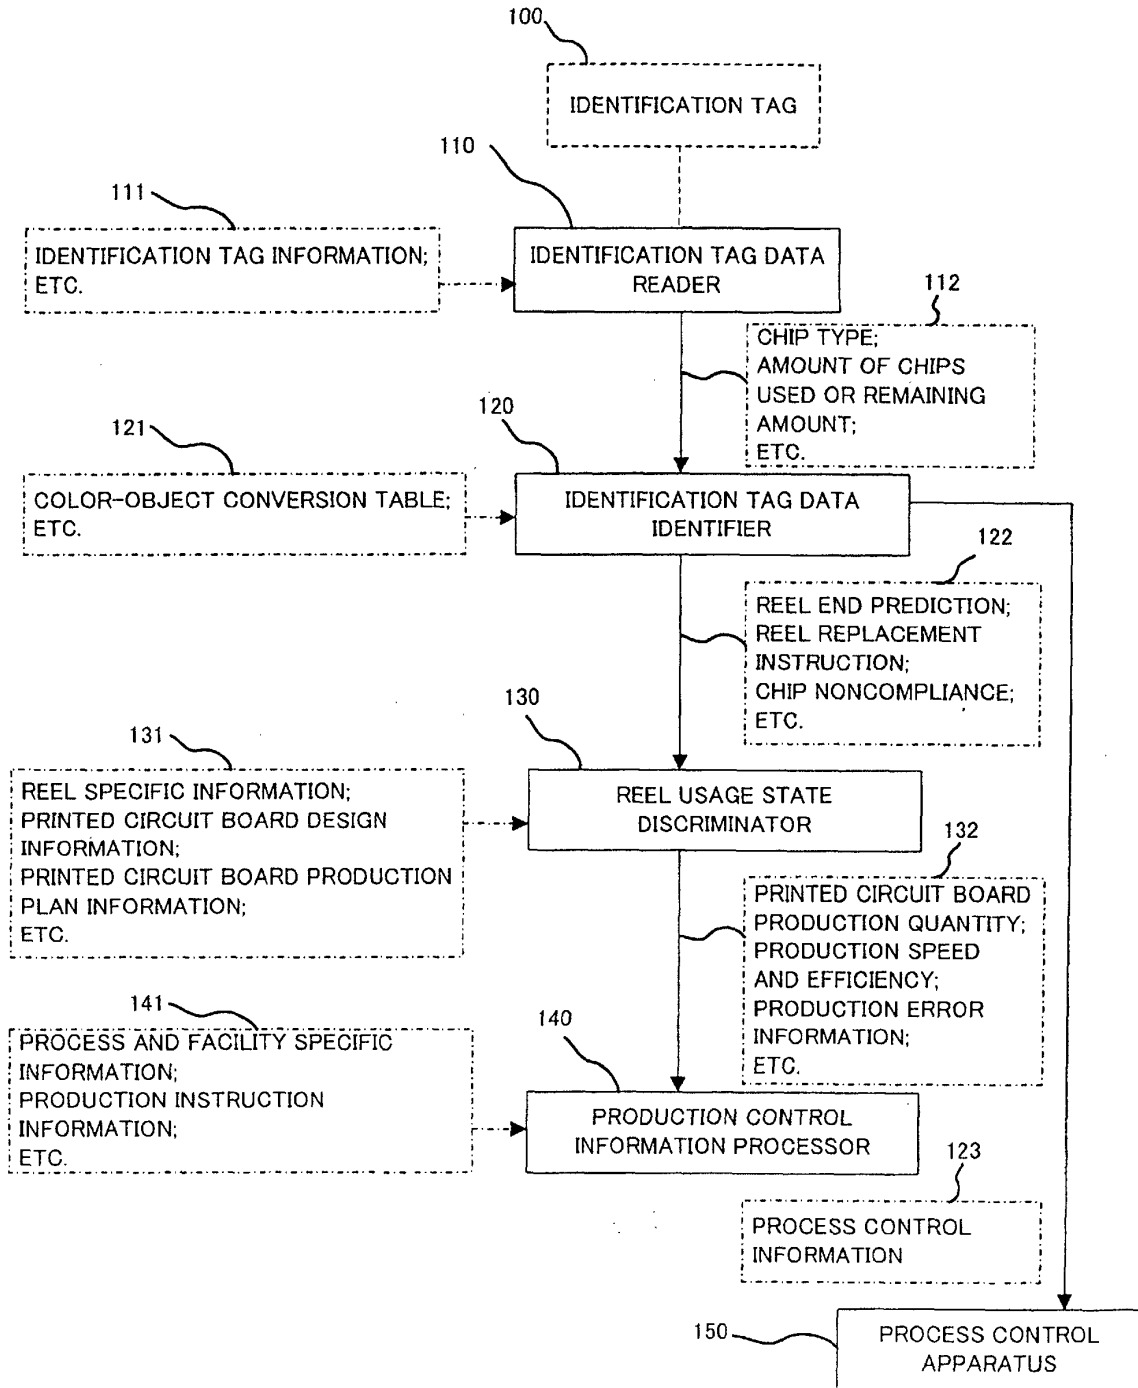 100
IDENTIFICATION TAG
110
111
IDENTIFICATION TAG INFORMATION;
ETC.
IDENTIFICATION TAG DATA
READER
112
CHIP TYPE;
AMOUNT OF CHIPS
USED OR REMAINING
AMOUNT;
ETC.
120
121
COLOR-OBJECT CONVERSION TABLE;
ETC.
IDENTIFICATION TAG DATA
IDENTIFIER
122
REEL END PREDICTION;
REEL REPLACEMENT
INSTRUCTION;
CHIP NONCOMPLIANCE;
ETC.
130
131
REEL SPECIFIC INFORMATION;
PRINTED CIRCUIT BOARD DESIGN
INFORMATION;
PRINTED CIRCUIT BOARD PRODUCTION
PLAN INFORMATION;
ETC.
REEL USAGE STATE
DISCRIMINATOR
132
PRINTED CIRCUIT BOARD
PRODUCTION QUANTITY;
PRODUCTION SPEED
AND EFFICIENCY;
PRODUCTION ERROR
INFORMATION;
ETC.
141
PROCESS AND FACILITY SPECIFIC
INFORMATION;
PRODUCTION INSTRUCTION
INFORMATION;
ETC.
140
PRODUCTION CONTROL
INFORMATION PROCESSOR
123
PROCESS CONTROL
INFORMATION
150
PROCESS CONTROL
APPARATUS